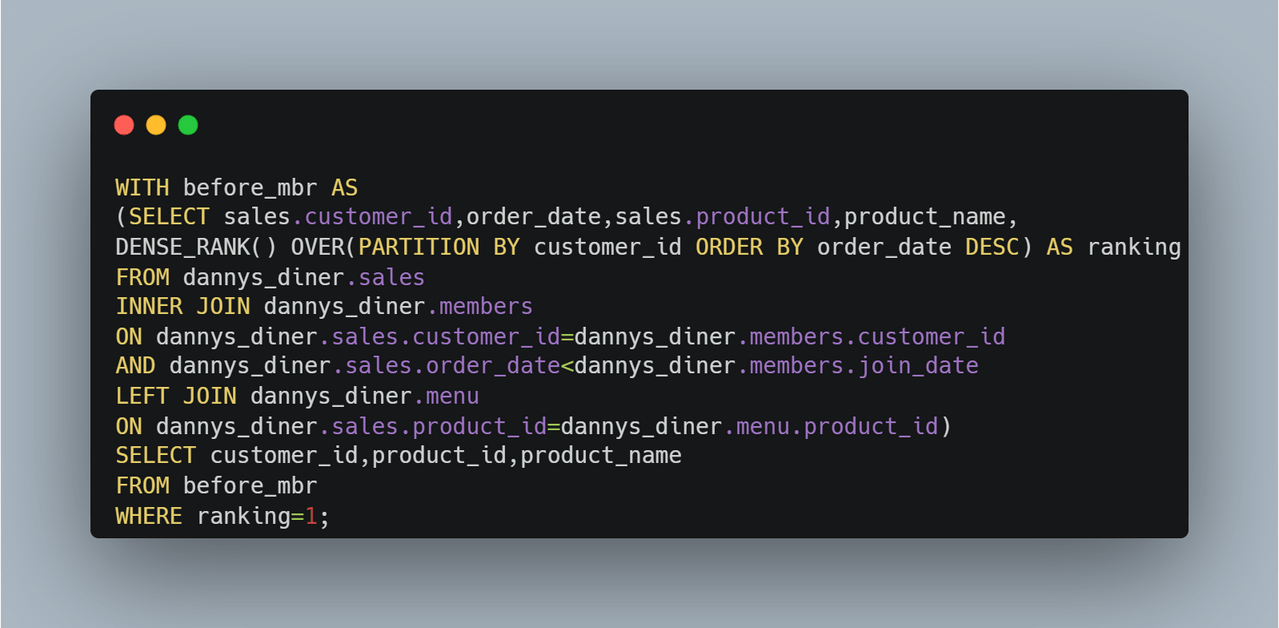 WITH before_mbr AS
(SELECT sales.customer_id,order_date,sales.product_id,product_name,
DENSE_RANK() OVER(PARTITION BY customer_id ORDER BY order_date DESC) AS ranking
FROM dannys_diner.sales
INNER JOIN dannys_diner.members
ON dannys_diner.sales.customer_id=dannys_diner.members.customer_id
AND dannys_diner.sales.order_date<dannys_diner.members.join_date
LEFT JOIN dannys_diner.menu
ON dannys_diner.sales.product_id=dannys_diner.menu.product_id)
SELECT customer_id,product_id,product_name
FROM before_mbr
WHERE ranking=1;